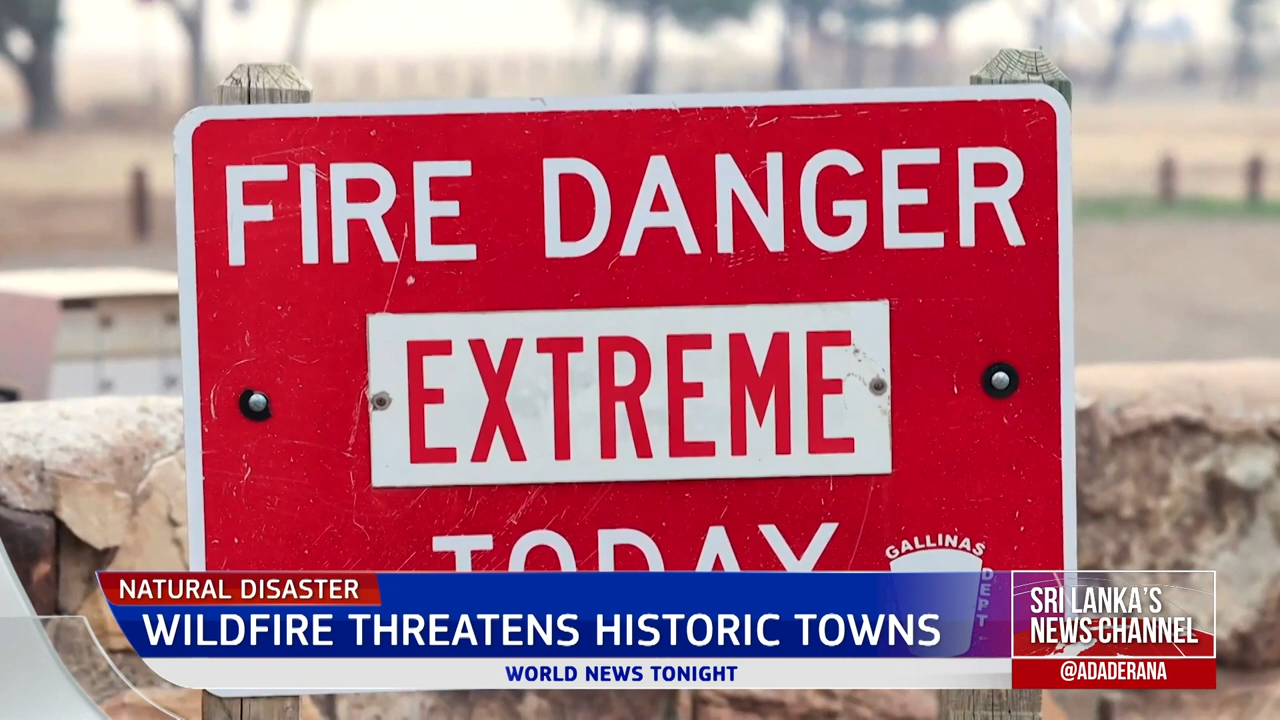 FIRE DANGER
EXTREME
TODAY
GALLINAS
DEPT
NATURAL DISASTER
WILDFIRE THREATENS HISTORIC TOWNS
WORLD NEWS TONIGHT
SRI LANKA'S
NEWS CHANNEL
@ADADERANA